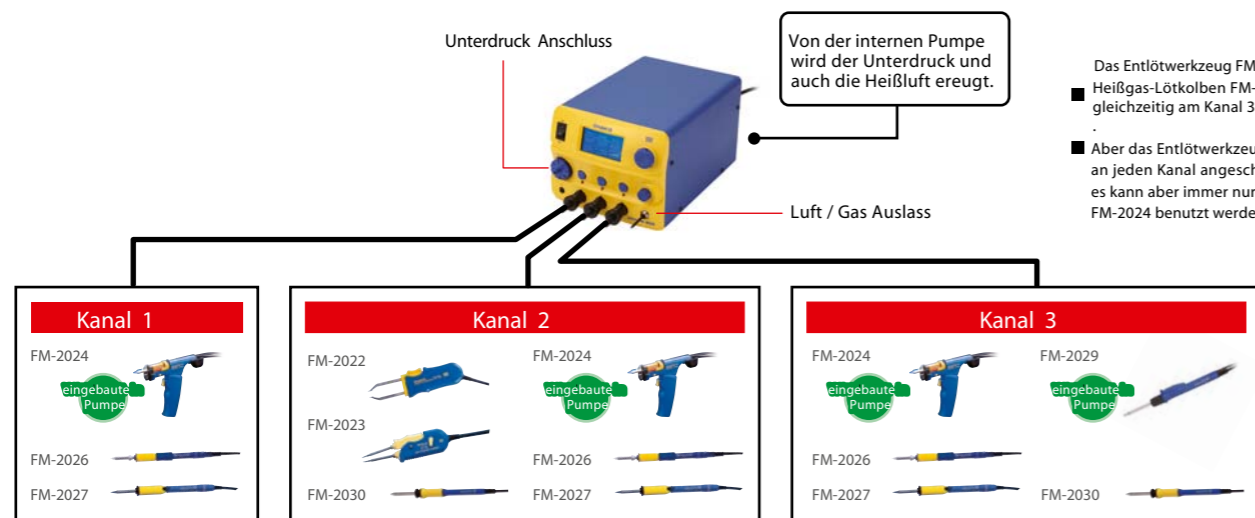 Unterdruck Anschluss
Von der internen Pumpe
wird der Unterdruck und
auch die Heißluft ereugt.
Das Entlötwerkzeug FM
Heißgas-Lötkolben FM-
gleichzeitig am Kanal 3
.
Aber das Entlötwerkzeu
an jeden Kanal angesch
es kann aber immer nur
FM-2024 benutzt werde
Luft / Gas Auslass
Kanal 1
FM-2024
eingebaute
Pumpe
FM-2026
FM-2027
Kanal 2
FM-2022
FM-2023
FM-2030
FM-2024
eingebaute
Pumpe
FM-2026
FM-2027
Kanal 3
FM-2024
eingebaute
Pumpe
FM-2026
FM-2027
FM-2029
eingebaute
Pumpe
FM-2030